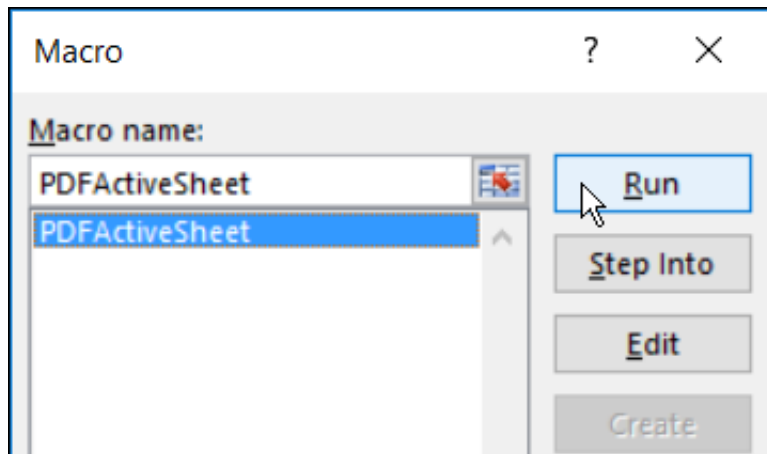 Macro ?
Macro name:
PDFActiveSheet
Run
PDFActiveSheet
Step Into
Edit
Create